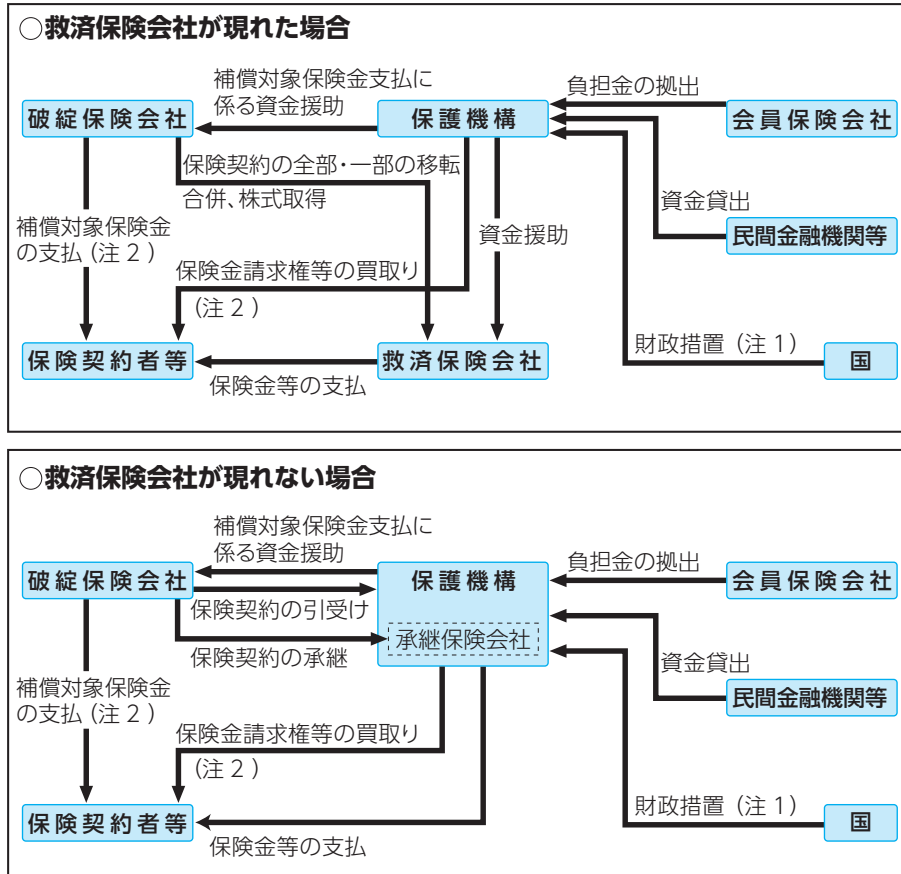 ○救済保険会社が現れた場合
補償対象保険金支払に
係る資金援助
負担金の拠出
破綻保険会社
保護機構
会員保険会社
保険契約の全部・一部の移転
合併、株式取得
資金貸出
補償対象保険金
の支払(注2)
資金援助
民間金融機関等
保険金請求権等の買取り
(注2)
財政措置(注1)
保険契約者等
救済保険会社
国
保険金等の支払
○救済保険会社が現れない場合
補償対象保険金支払に
係る資金援助
負担金の拠出
破綻保険会社
保護機構
会員保険会社
保険契約の引受け
承継保険会社
保険契約の承継
資金貸出
補償対象保険金
の支払(注2)
民間金融機関等
保険金請求権等の買取り
(注2)
財政措置(注1)
保険契約者等
国
保険金等の支払